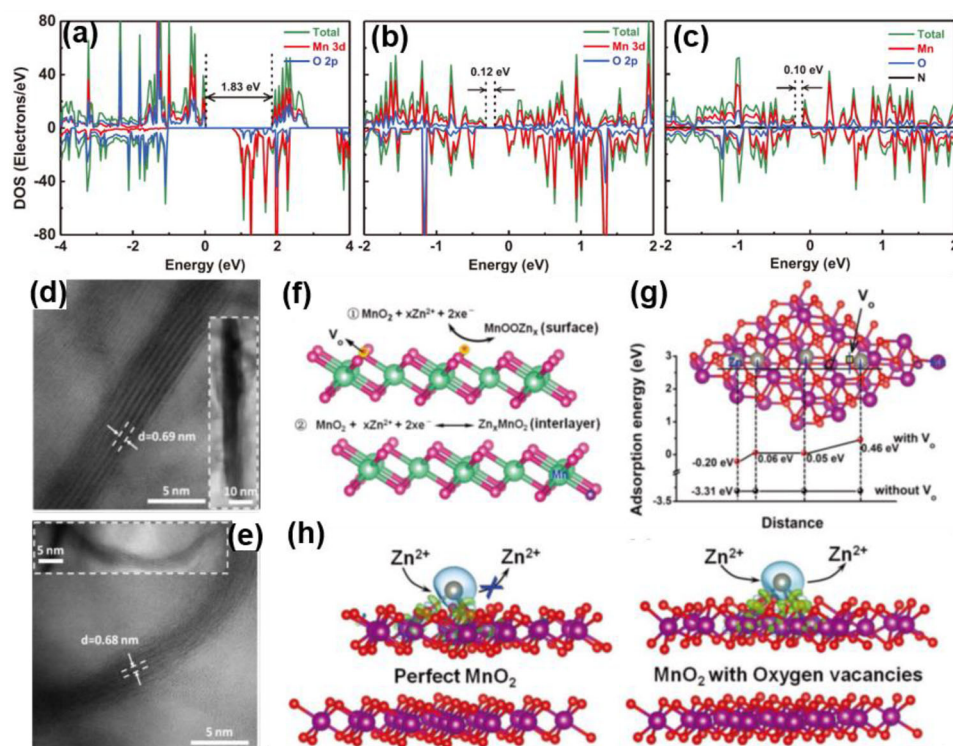 (a)
Total
Mn 3d
O 2p
1.83 eV
(b)
Total
Mn 3d
O 2p
0.12 eV
(c)
Total
Mn
O
N
0.10 eV
DOS (Electrons/eV)
80
40
0
-40
-80
-4 -2 0 2 4
-2 -1 0 1 2
-2 -1 0 1 2
Energy (eV)
Energy (eV)
Energy (eV)
(d)
d=0.69 nm
5 nm
10 nm
(e)
5 nm
d=0.68 nm
5 nm
(f)
① MnO₂ + xZn²⁺ + 2xe⁻
MnOOZnₓ (surface)
Vₒ
② MnO₂ + xZn²⁺ + 2xe⁻ ⟷ ZnₓMnO₂ (interlayer)
Mn
(g)
Vₒ
Zn
Adsorption energy (eV)
3
2
1
0
-3.5
-0.20 eV
0.06 eV
0.05 eV
0.46 eV
with Vₒ
-3.31 eV
without Vₒ
Distance
(h)
Zn²⁺
Zn²⁺
Perfect MnO₂
Zn²⁺
Zn²⁺
MnO₂ with Oxygen vacancies